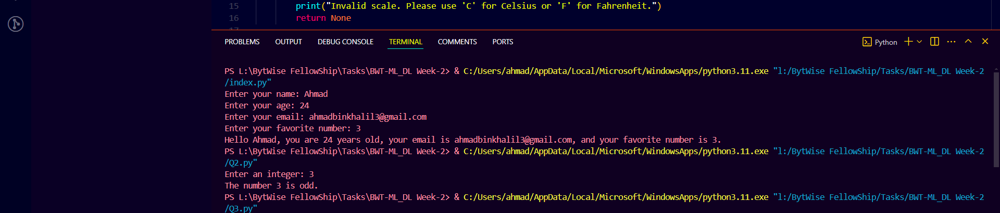 15 print("Invalid scale. Please use 'C' for Celsius or 'F' for Fahrenheit.")
16 return None
17
PROBLEMS OUTPUT DEBUG CONSOLE TERMINAL COMMENTS PORTS Python
PS L:\BytWise FellowShip\Tasks\BWT-ML_DL Week-2> & C:/Users/ahmad/AppData/Local/Microsoft/WindowsApps/python3.11.exe "l:/BytWise FellowShip/Tasks/BWT-ML_DL Week-2
/index.py"
Enter your name: Ahmad
Enter your age: 24
Enter your email: ahmadbinkhalil3@gmail.com
Enter your favorite number: 3
Hello Ahmad, you are 24 years old, your email is ahmadbinkhalil3@gmail.com, and your favorite number is 3.
PS L:\BytWise FellowShip\Tasks\BWT-ML_DL Week-2> & C:/Users/ahmad/AppData/Local/Microsoft/WindowsApps/python3.11.exe "l:/BytWise FellowShip/Tasks/BWT-ML_DL Week-2
/Q2.py"
Enter an integer: 3
The number 3 is odd.
PS L:\BytWise FellowShip\Tasks\BWT-ML_DL Week-2> & C:/Users/ahmad/AppData/Local/Microsoft/WindowsApps/python3.11.exe "l:/BytWise FellowShip/Tasks/BWT-ML_DL Week-2
/Q3.py"